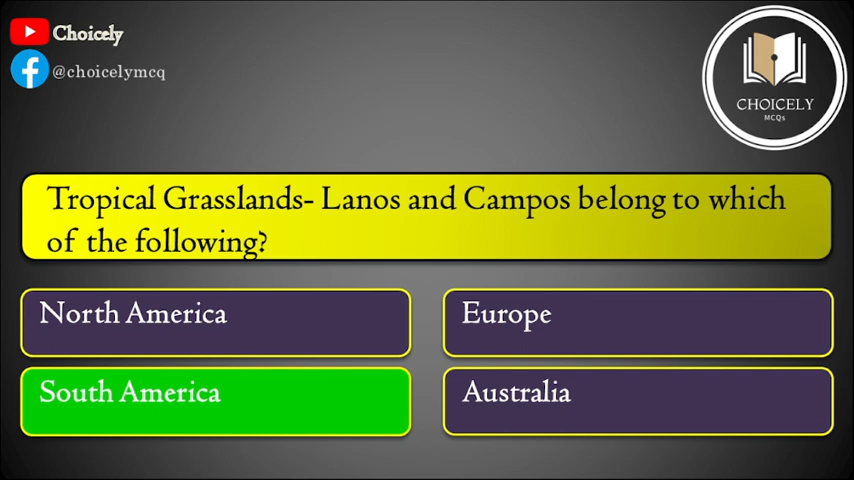 Choicely
@choicelymcq
CHOICELY
MCQs
Tropical Grasslands- Lanos and Campos belong to which
of the following?
North America
Europe
South America
Australia